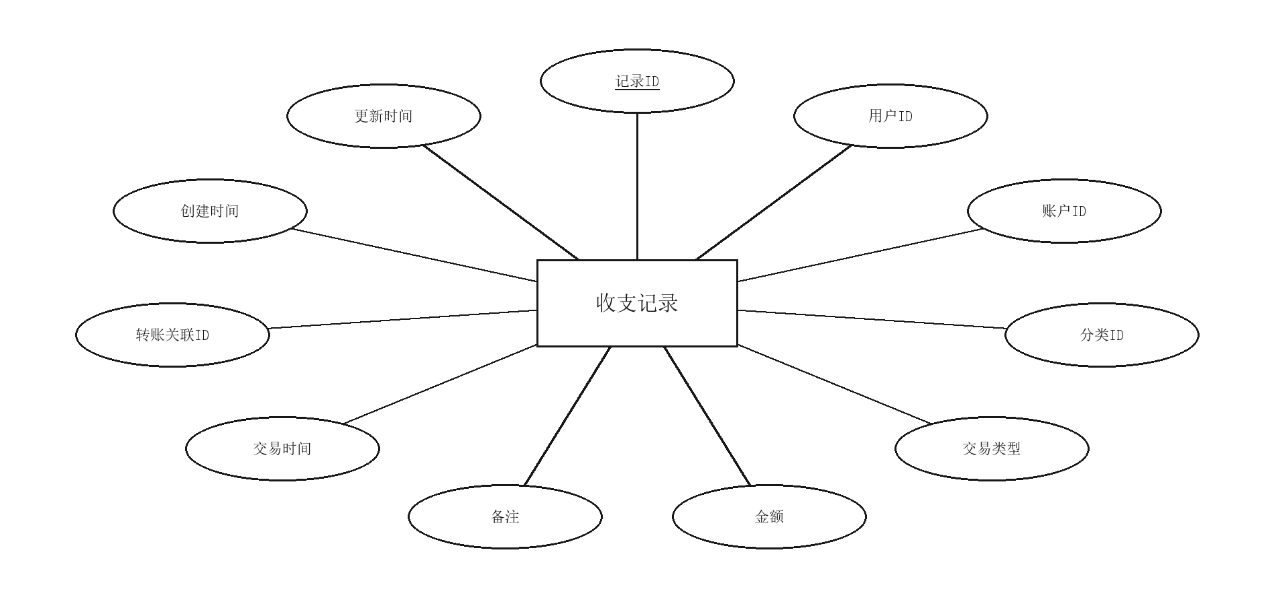 记录ID
更新时间
用户ID
创建时间
账户ID
收支记录
转账关联ID
分类ID
交易时间
交易类型
备注
金额